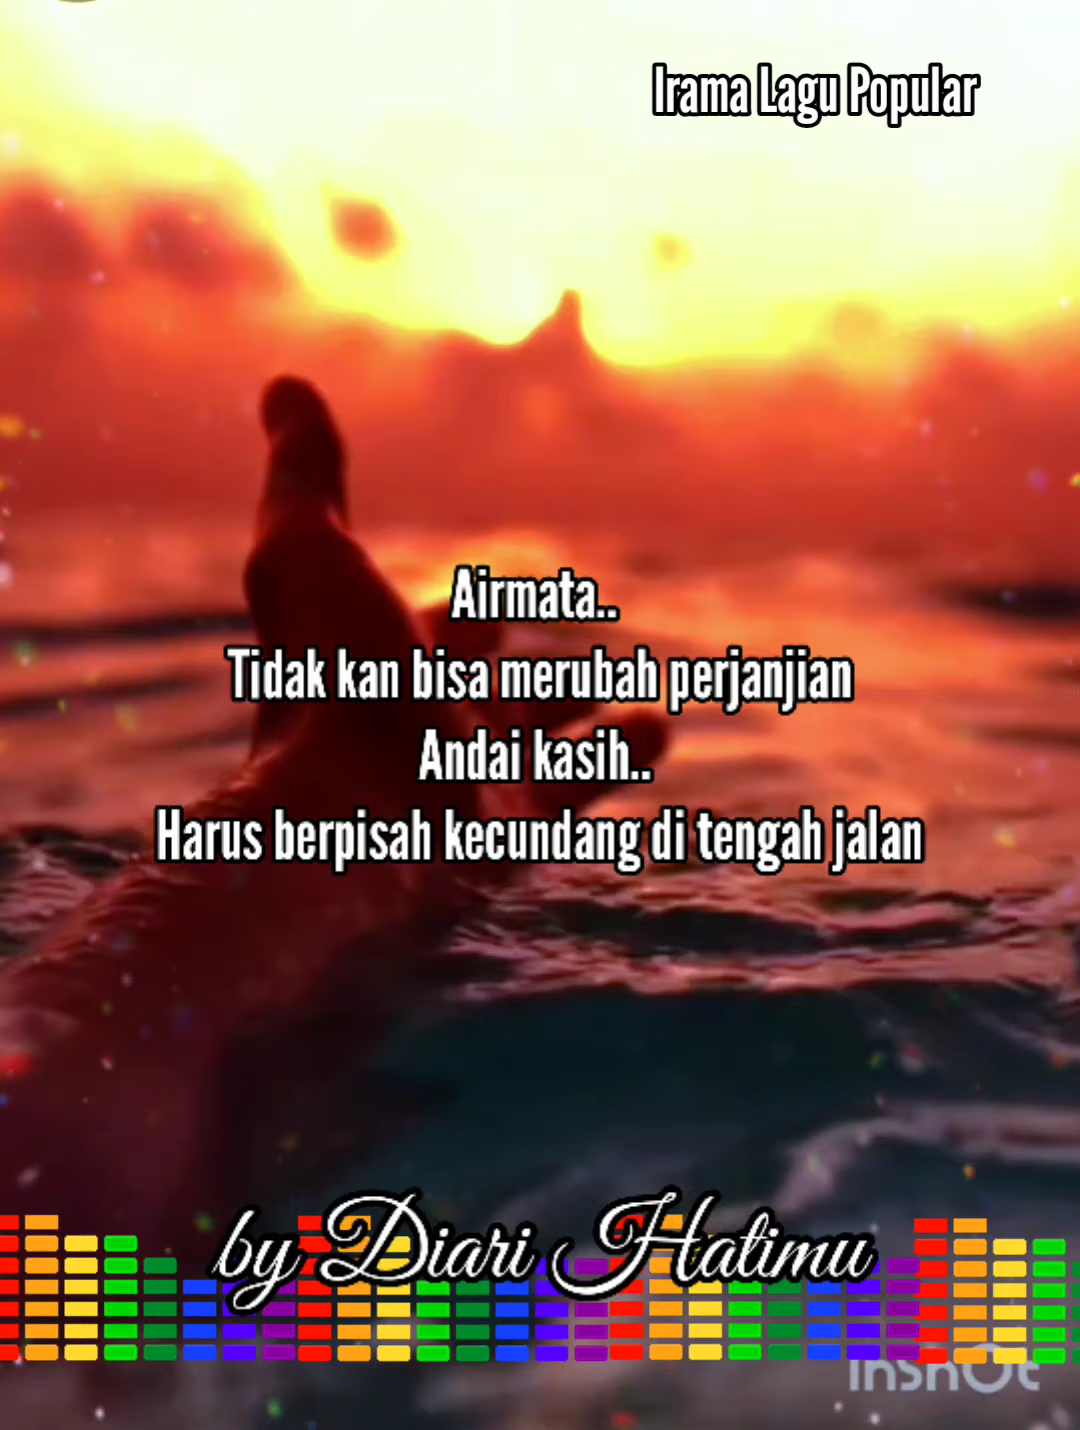 Irama Lagu Popular
Airmata..
Tidak kan bisa merubah perjanjian
Andai kasih..
Harus berpisah kecundang di tengah jalan
by Diari Hatimu
InShOt